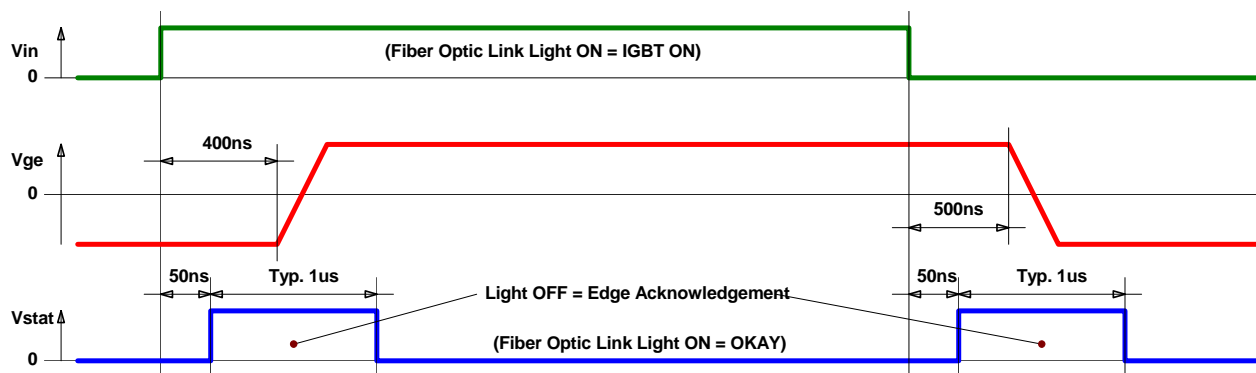 Vin
(Fiber Optic Link Light ON = IGBT ON)
0
400ns
Vge
0
500ns
50ns
Typ. 1us
50ns
Typ. 1us
Light OFF = Edge Acknowledgement
Vstat
(Fiber Optic Link Light ON = OKAY)
0